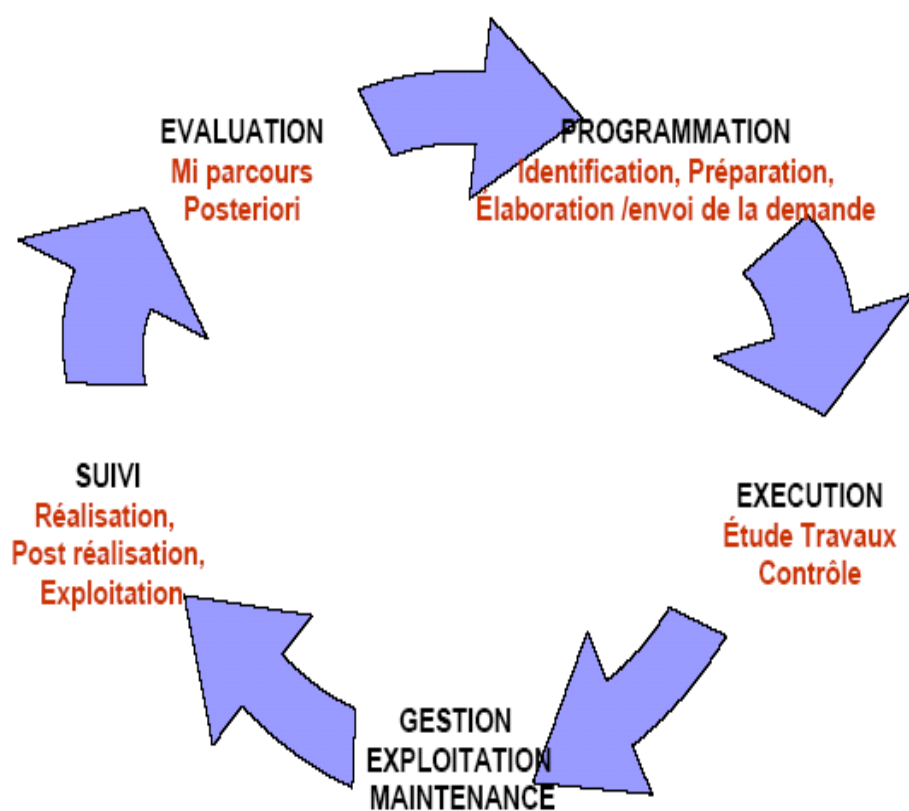 EVALUATION
Mi parcours
Posteriori
PROGRAMMATION
Identification, Préparation,
Élaboration /envoi de la demande
SUIVI
Réalisation,
Post réalisation,
Exploitation
EXECUTION
Étude Travaux
Contrôle
GESTION
EXPLOITATION
MAINTENANCE